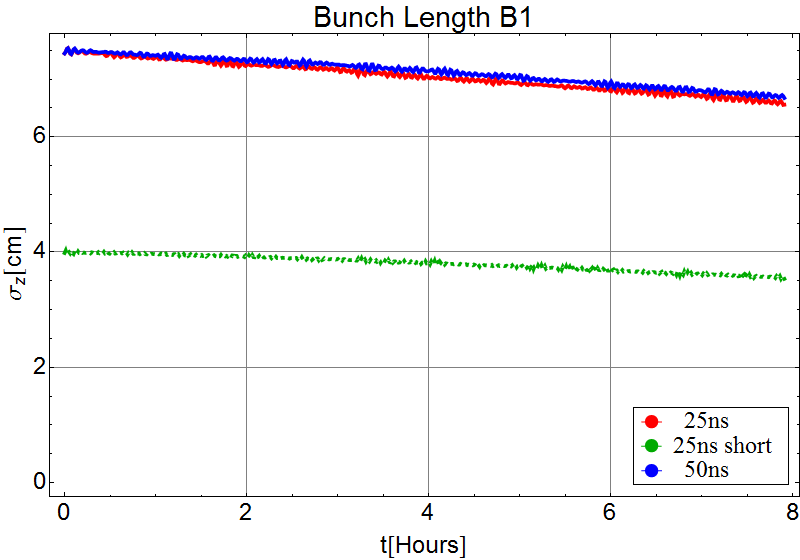 Bunch Length B1
σz[cm]
6
4
2
0
0 2 4 6 8
t[Hours]
25ns
25ns short
50ns